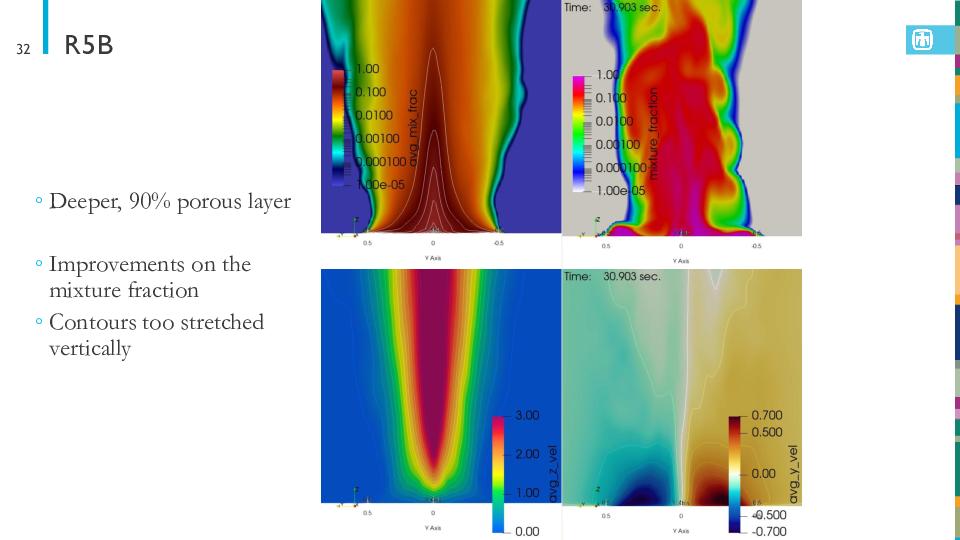 32
R5B
Deeper, 90% porous layer
Improvements on the
mixture fraction
Contours too stretched
vertically
1.00
0.100
0.0100
0.00100
0.000100
1.00e-05
avg_mix_frac
Z
Y
0.5
0
-0.5
Y Axis
Time: 30.903 sec.
1.00
0.100
0.0100
0.00100
0.000100
1.00e-05
mixture_fraction
Z
Y
0.5
0
-0.5
Y Axis
3.00
2.00
1.00
0.00
avg_z_vel
Z
Y
0.5
0
Y Axis
Time: 30.903 sec.
0.700
0.500
0.00
-0.500
-0.700
avg_y_vel
Z
Y
0.5
0
Y Axis